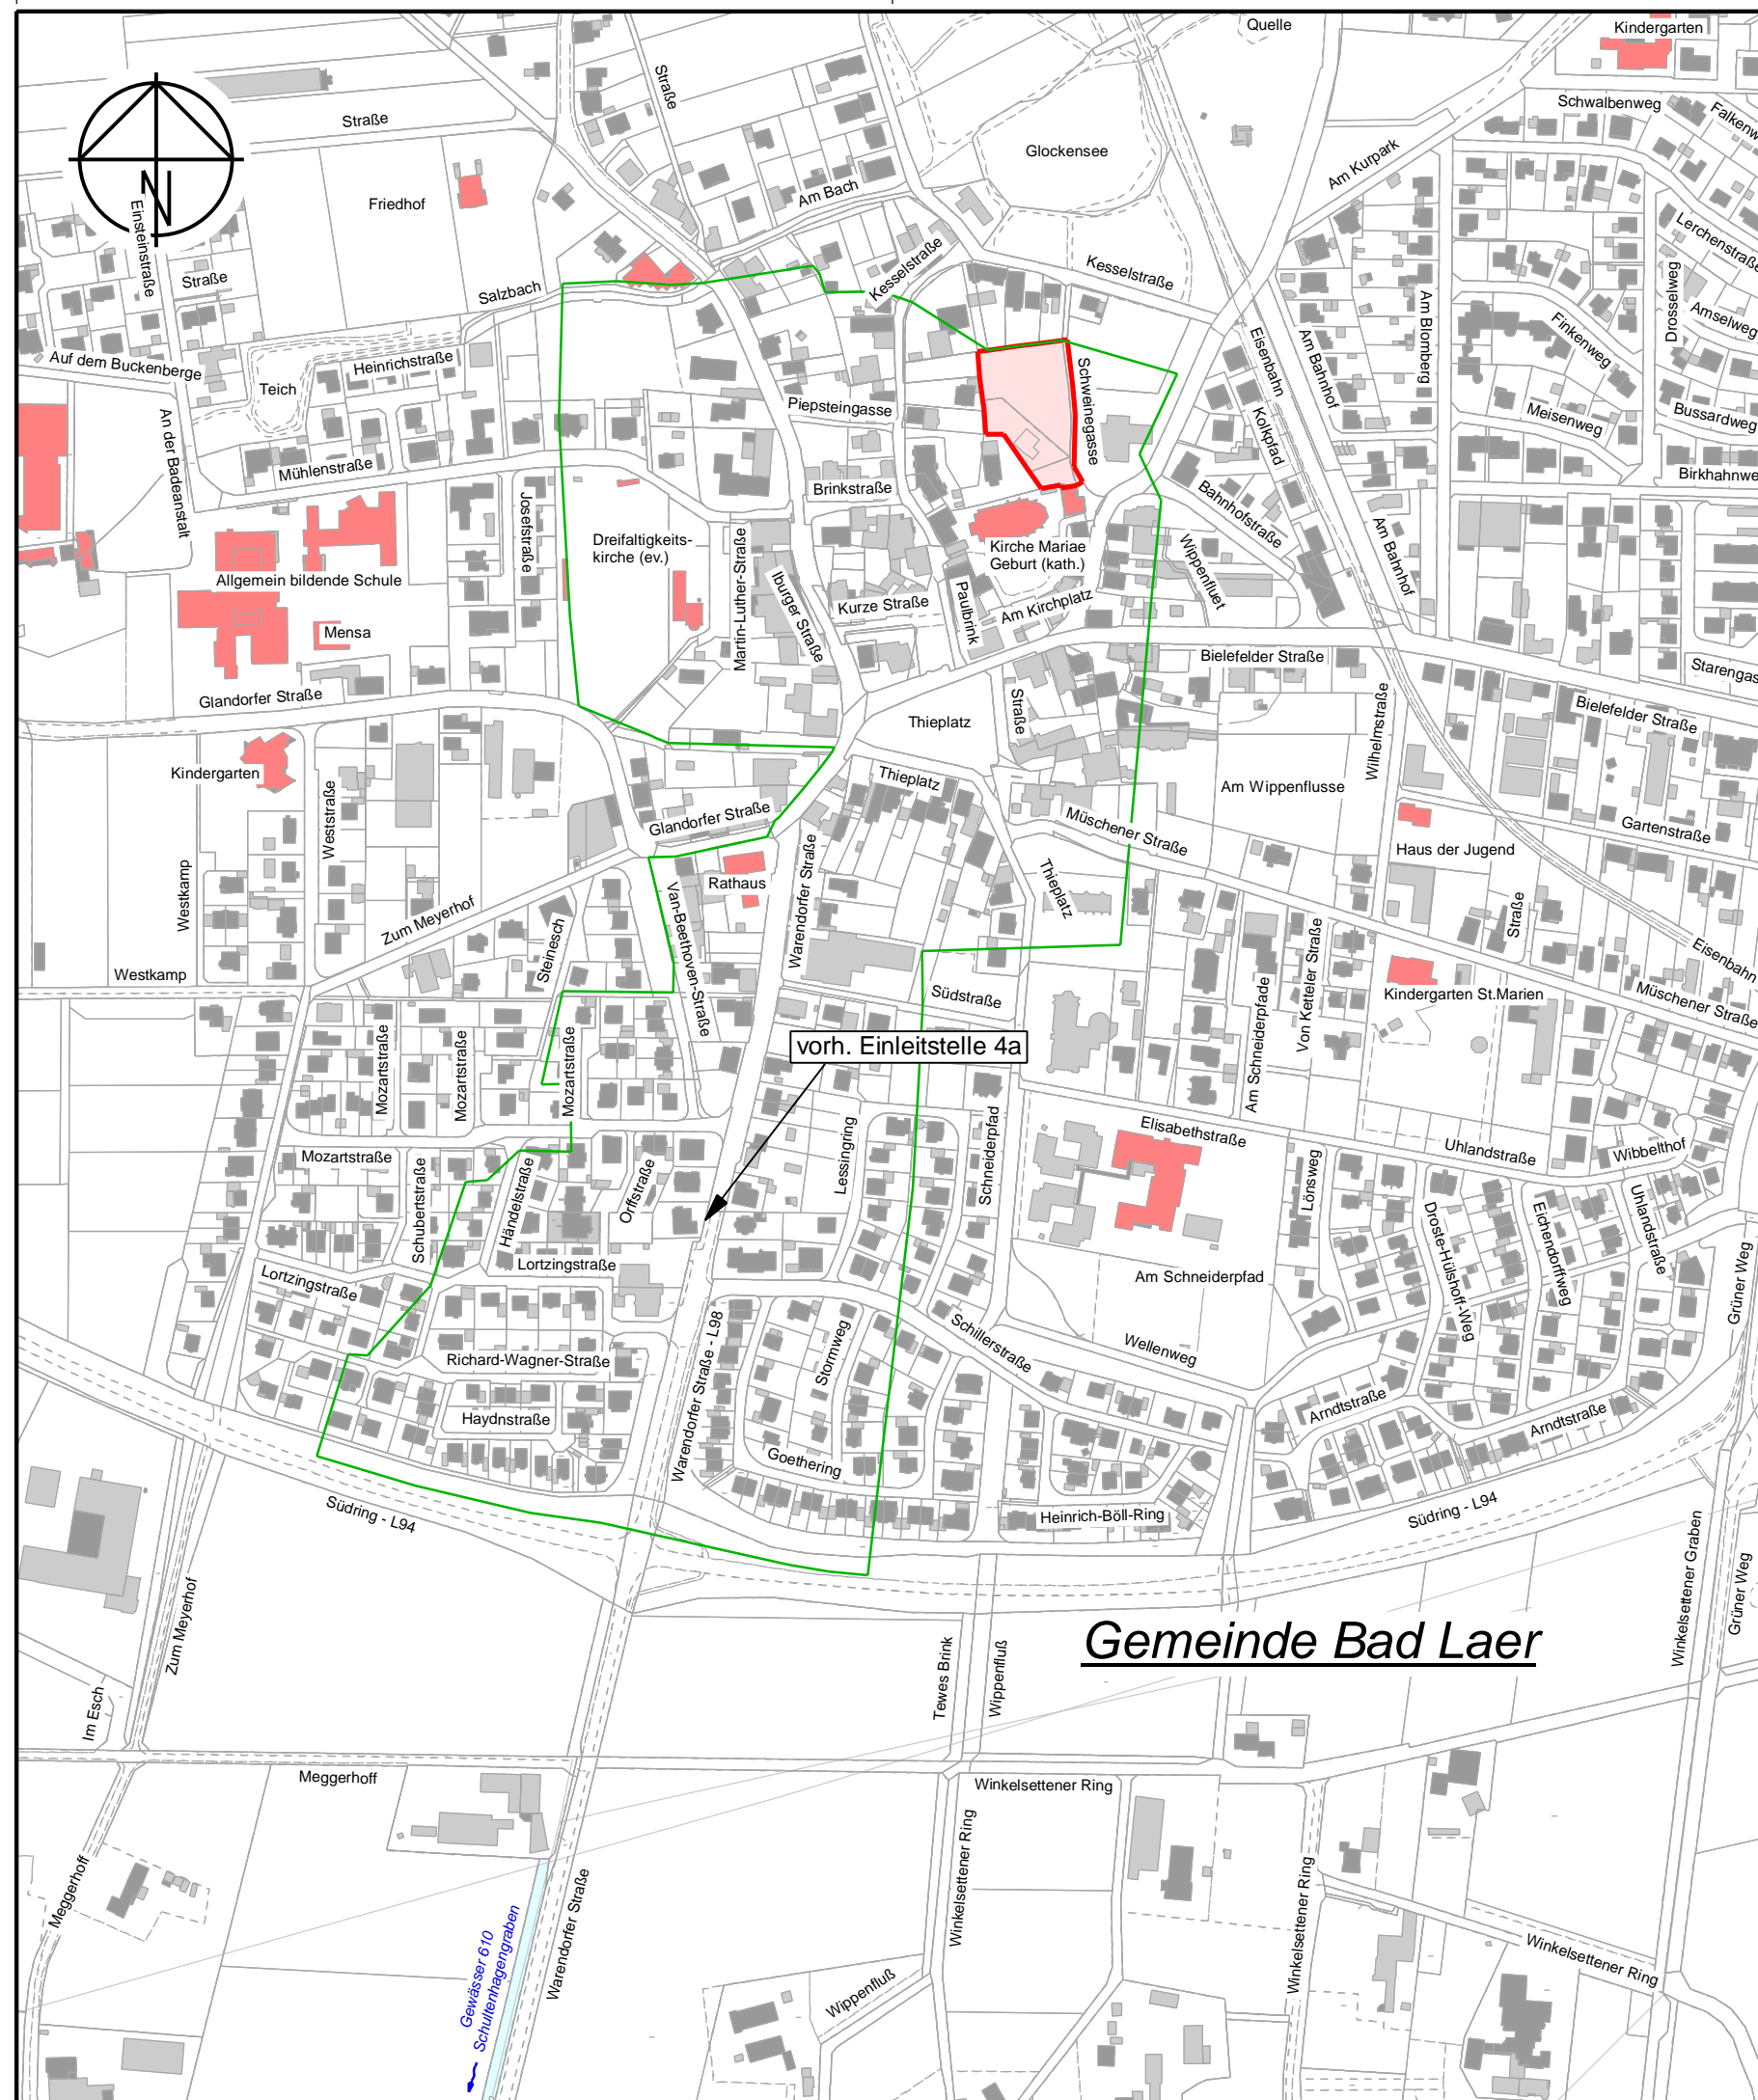 Quelle
Kindergarten
Straße
Schwalbenweg
Straße
Glockensee
Am Kurpark
Am Bach
Friedhof
N
Einsteinstraße
Lerchenstraße
Straße
Salzbach
Kesselstraße
Kesselstraße
Drosselweg
Amselweg
Am Blomberg
Finkenweg
Eisenbahn
Am Bahnhof
Auf dem Buckenberge
Heinrichstraße
Teich
Piepsteingasse
Schweinegasse
Meisenweg
Bussardweg
An der Badeanstalt
Mühlenstraße
Kolkpfad
Brinkstraße
Bahnhofstraße
Josefstraße
Dreifaltigkeits-
kirche (ev.)
Kirche Mariae
Geburt (kath.)
Am Bahnhof
Allgemein bildende Schule
Martin-Luther-Straße
Iburger Straße
Wippenfluet
Kurze Straße
Paulbrink
Am Kirchplatz
Mensa
Bielefelder Straße
Glandorfer Straße
Straße
Thieplatz
Wilhelmstraße
Bielefelder Straße
Kindergarten
Thieplatz
Am Wippenflusse
Weststraße
Glandorfer Straße
Müschener Straße
Gartenstraße
Haus der Jugend
Westkamp
Rathaus
Warendorfer Straße
Thieplatz
Zum Meyerhof
Van-Beethoven-Straße
Steinesch
Straße
Von Ketteler Straße
Eisenbahn
Westkamp
Südstraße
Kindergarten St.Marien
Müschener Straße
Am Schneiderpfade
vorh. Einleitstelle 4a
Mozartstraße
Mozartstraße
Mozartstraße
Elisabethstraße
Uhlandstraße
Wibbelthof
Mozartstraße
Lessingring
Schneiderpfad
Schubertstraße
Händelstraße
Orffstraße
Lönsweg
Droste-Hülshoff-Weg
Eichendorffweg
Uhlandstraße
Lortzingstraße
Lortzingstraße
Am Schneiderpfad
Grüner Weg
Schillerstraße
Wellenweg
Stormweg
Richard-Wagner-Straße
Warendorfer Straße - L98
Arndtstraße
Arndtstraße
Haydnstraße
Goethering
Südring - L94
Heinrich-Böll-Ring
Südring - L94
Winkelsettener Graben
Grüner Weg
Zum Meyerhof
Gemeinde Bad Laer
Tewes Brink
Wippenfluß
Im Esch
Meggerhoff
Winkelsettener Ring
Meggerhoff
Winkelsettener Ring
Winkelsettener Ring
Warendorfer Straße
Gewässer 610
Schultenhagengraben
Winkelsettener Ring
Wippenfluß